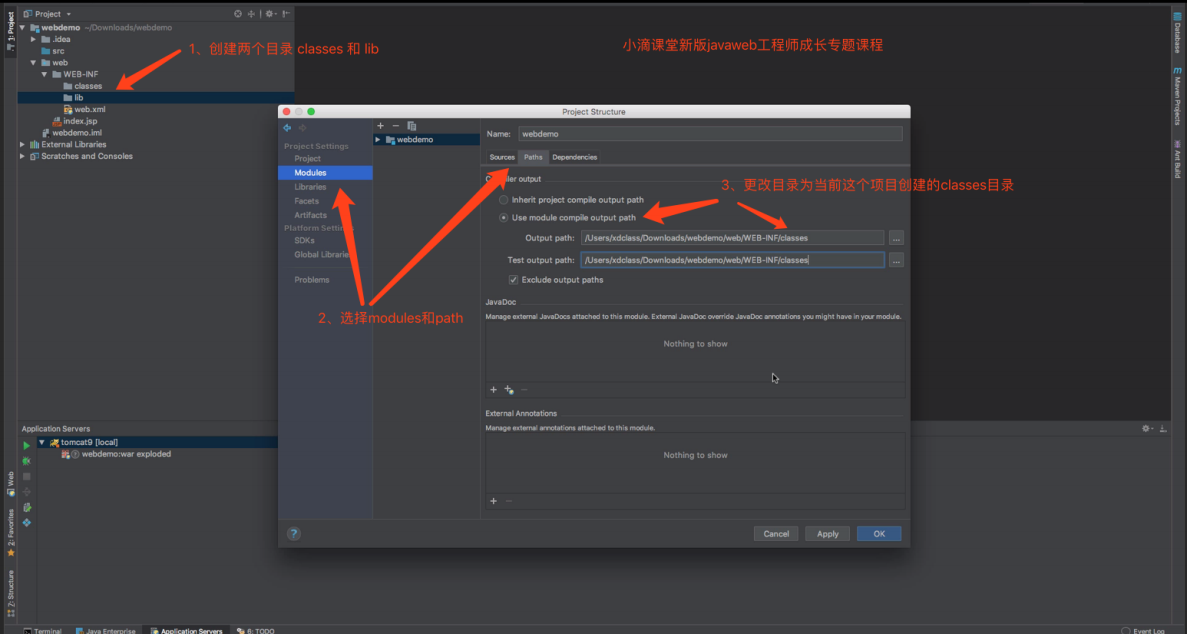 1: Project
Project
webdemo ~/Downloads/webdemo
.idea
src
web
WEB-INF
classes
lib
web.xml
index.jsp
webdemo.iml
External Libraries
Scratches and Consoles
1、创建两个目录 classes 和 lib
小滴课堂新版javaweb工程师成长专题课程
Database
Maven Projects
Ant Build
Project Structure
Project Settings
Project
Modules
Libraries
Facets
Artifacts
Platform Settings
SDKs
Global Libraries
Problems
2、选择modules和path
webdemo
Name: webdemo
Sources Paths Dependencies
3、更改目录为当前这个项目创建的classes目录
Inherit project compile output path
Use module compile output path
Output path: /Users/xdclass/Downloads/webdemo/web/WEB-INF/classes ...
Test output path: /Users/xdclass/Downloads/webdemo/web/WEB-INF/classes ...
Exclude output paths
JavaDoc
Manage external JavaDocs attached to this module. External JavaDoc override JavaDoc annotations you might have in your module.
Nothing to show
External Annotations
Manage external annotations attached to this module.
Nothing to show
? Cancel Apply OK
Application Servers
tomcat9 [local]
webdemo:war exploded
Web
2: Favorites
7: Structure
Terminal Java Enterprise Application Servers 6: TODO Event Log